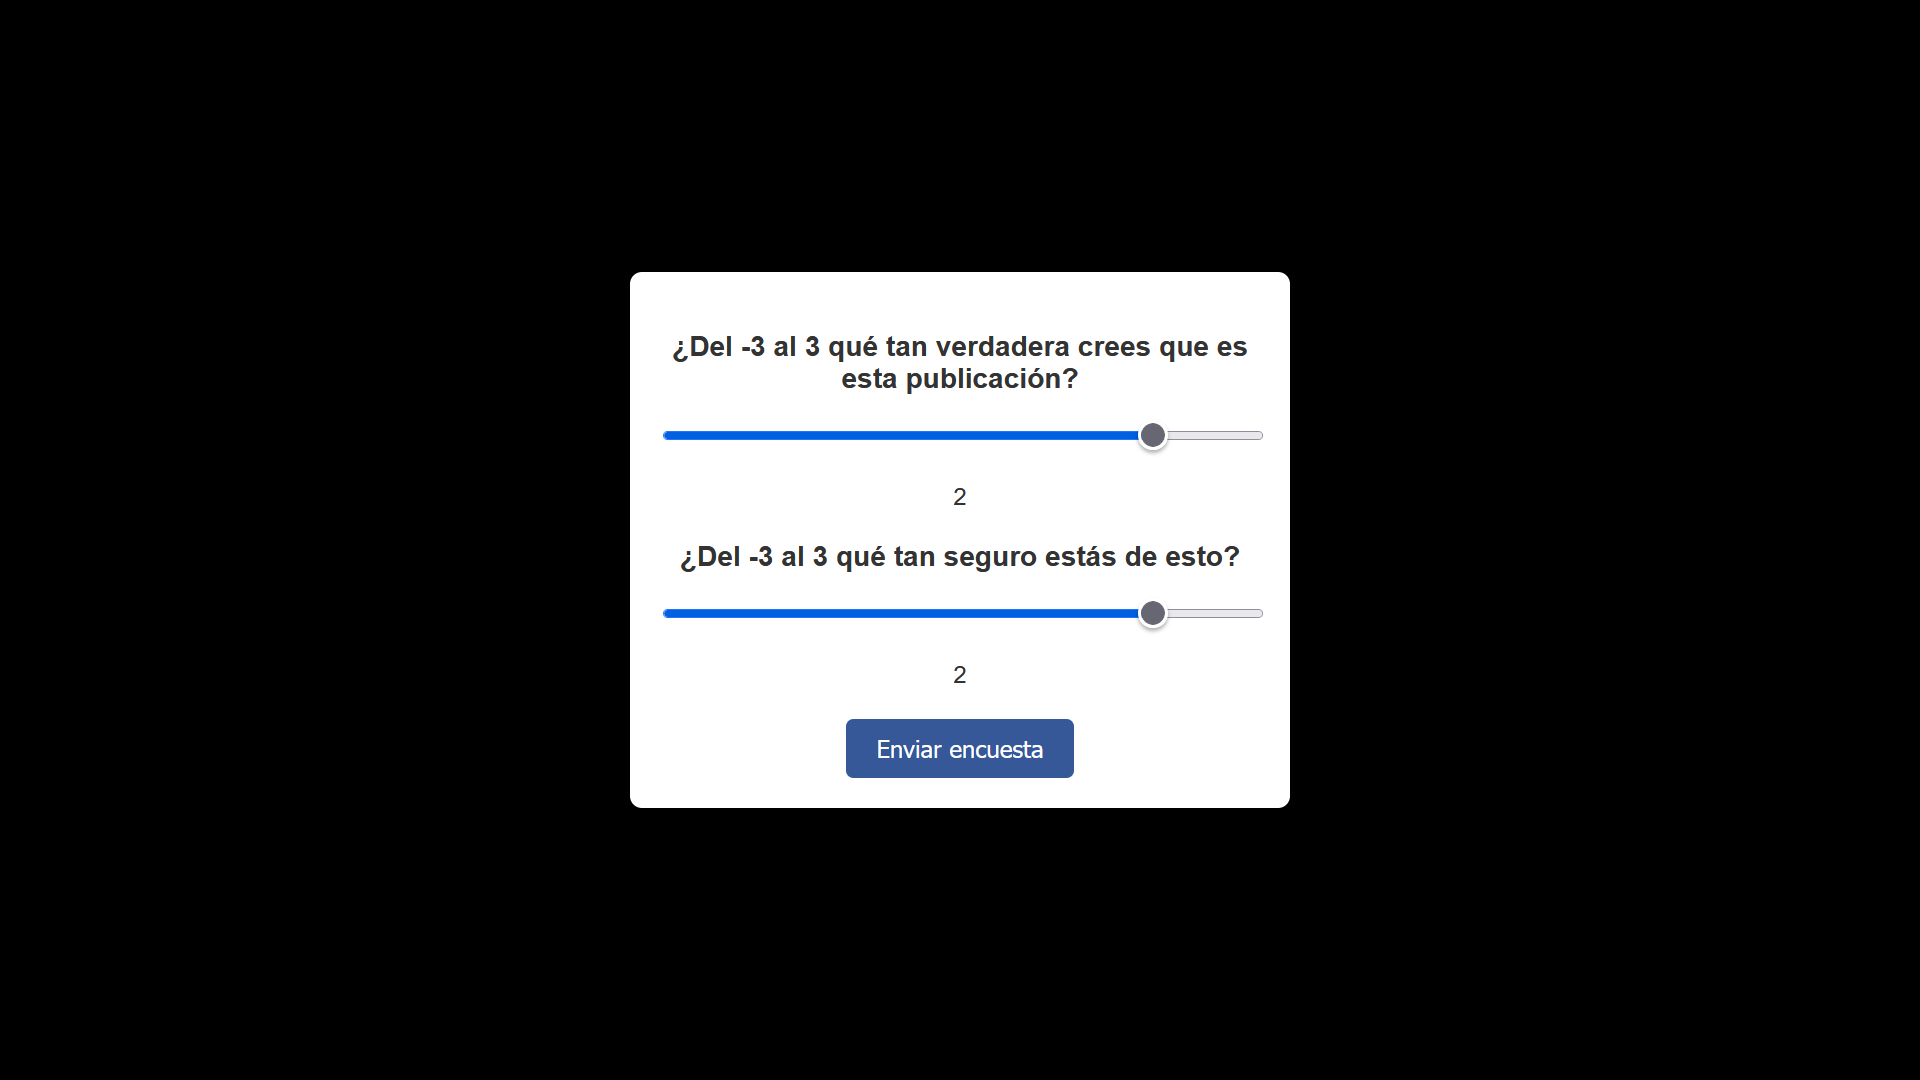 ¿Del -3 al 3 qué tan verdadera crees que es
esta publicación?
2
¿Del -3 al 3 qué tan seguro estás de esto?
2
Enviar encuesta